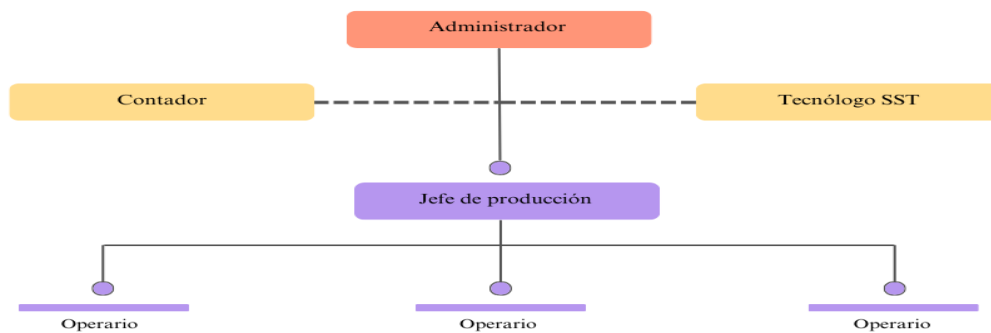 Administrador
Contador
Tecnólogo SST
Jefe de producción
Operario
Operario
Operario